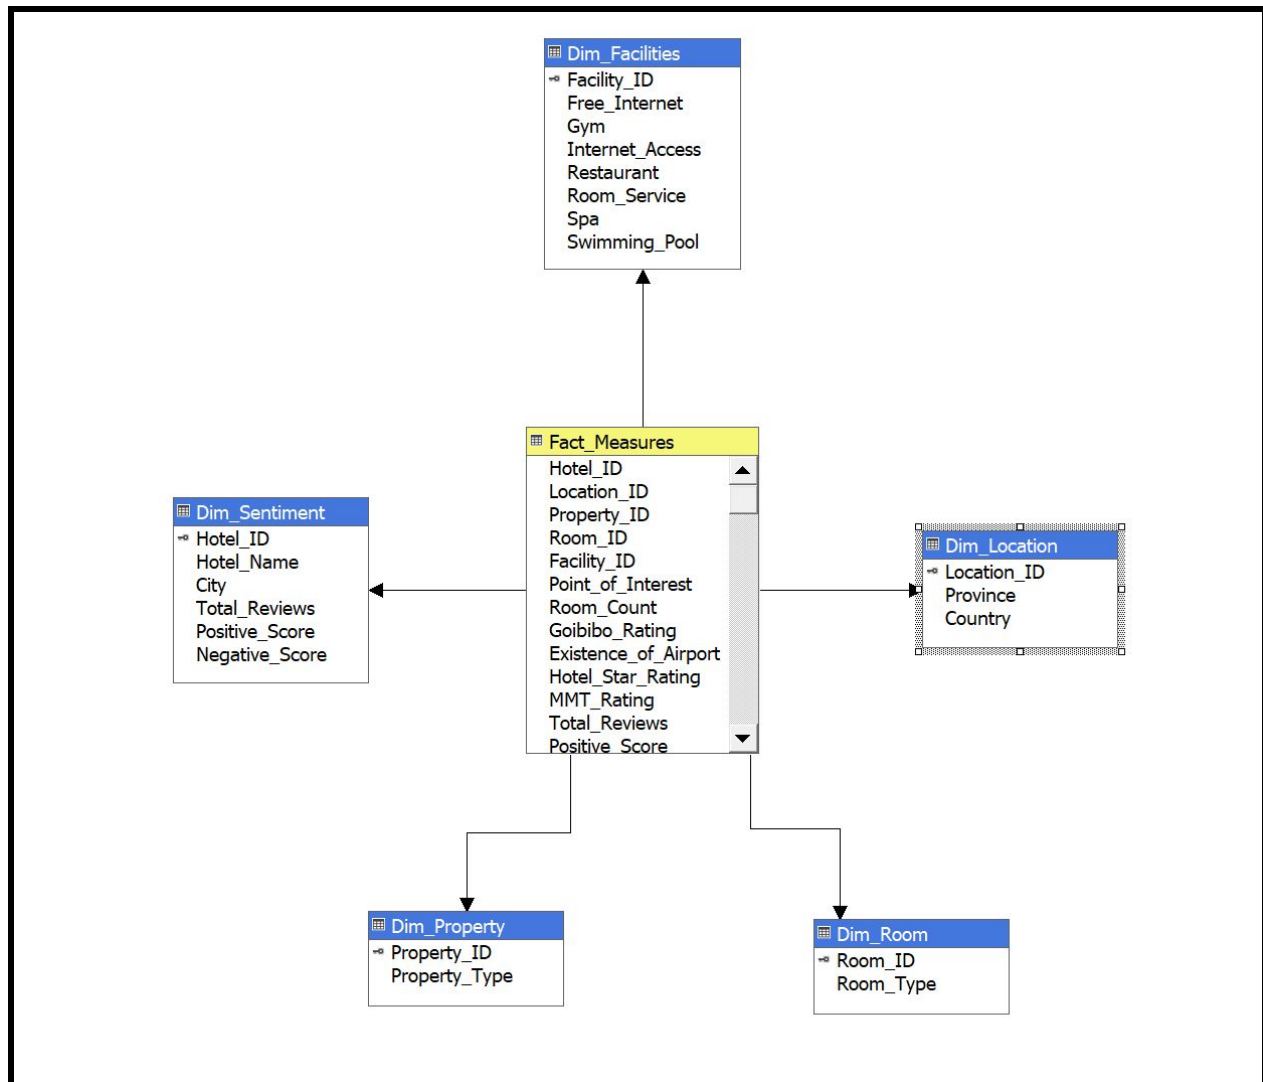 Dim_Facilities
Facility_ID
Free_Internet
Gym
Internet_Access
Restaurant
Room_Service
Spa
Swimming_Pool
Fact_Measures
Hotel_ID
Location_ID
Property_ID
Room_ID
Facility_ID
Point_of_Interest
Room_Count
Goibibo_Rating
Existence_of_Airport
Hotel_Star_Rating
MMT_Rating
Total_Reviews
Positive_Score
Dim_Sentiment
Hotel_ID
Hotel_Name
City
Total_Reviews
Positive_Score
Negative_Score
Dim_Location
Location_ID
Province
Country
Dim_Property
Property_ID
Property_Type
Dim_Room
Room_ID
Room_Type